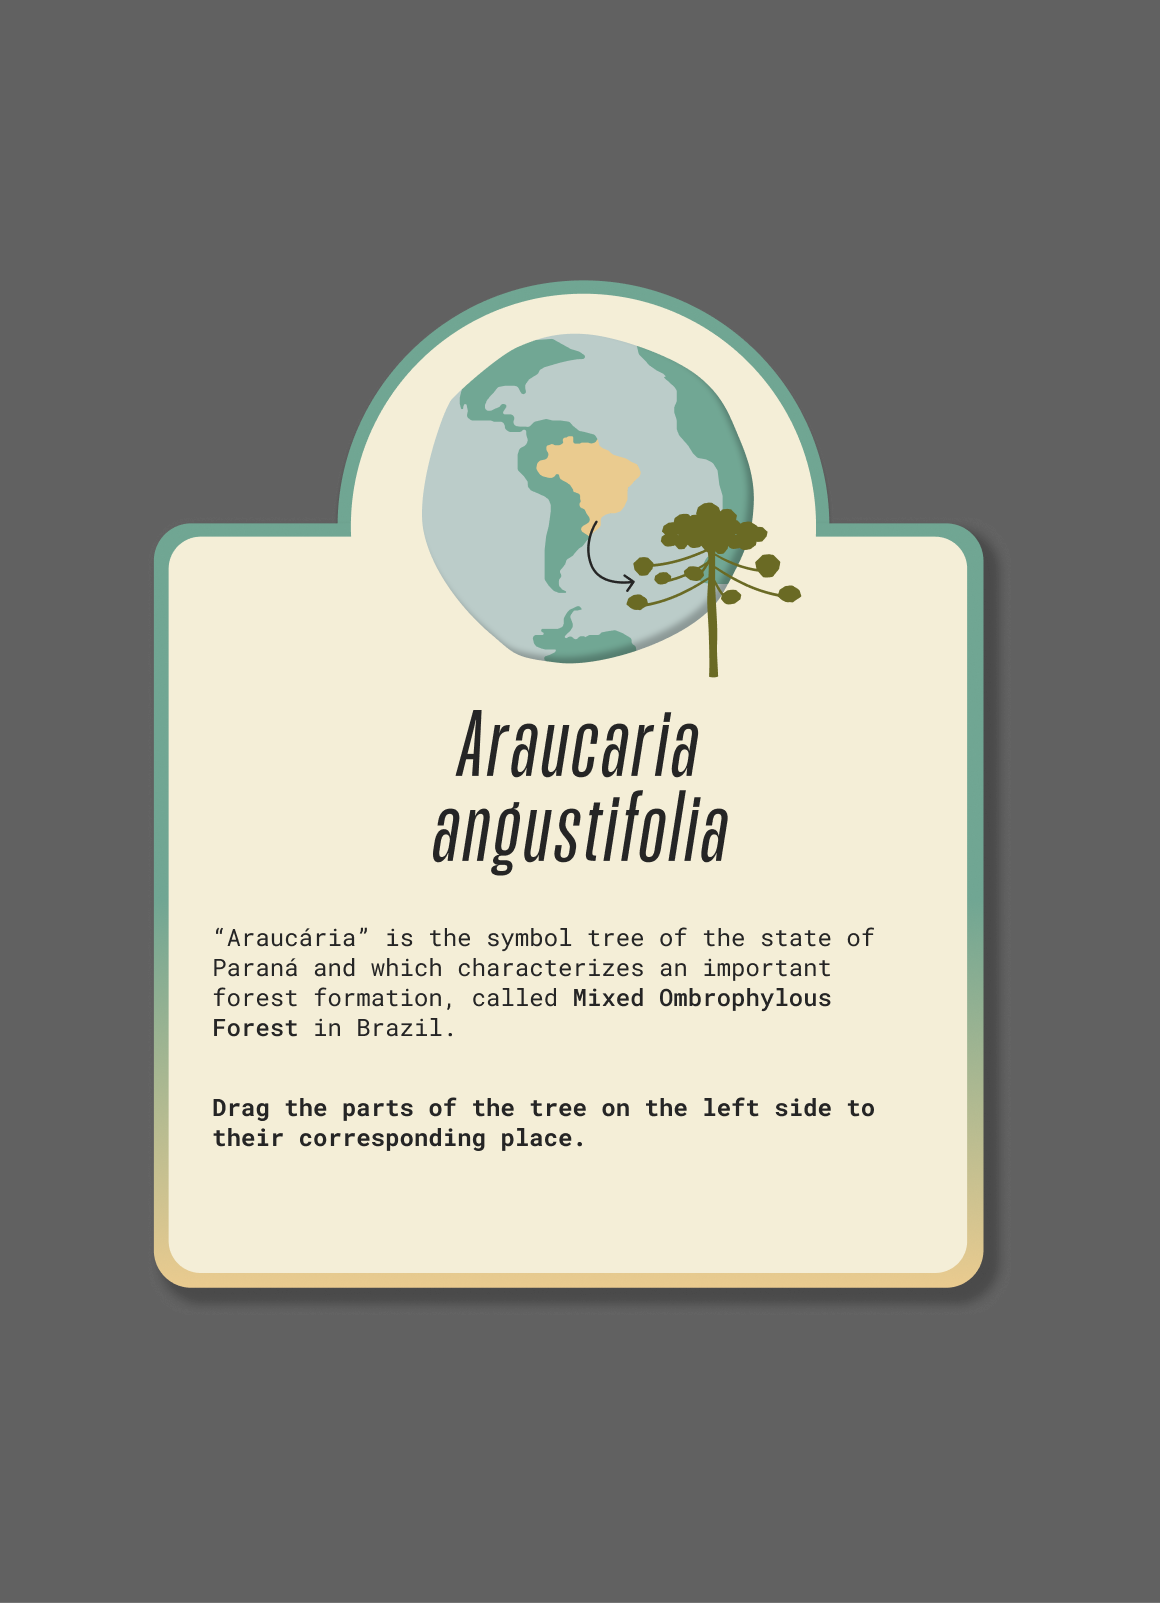 Araucaria
angustifolia
“Araucária” is the symbol tree of the state of
Paraná and which characterizes an important
forest formation, called Mixed Ombrophylous
Forest in Brazil.
Drag the parts of the tree on the left side to
their corresponding place.